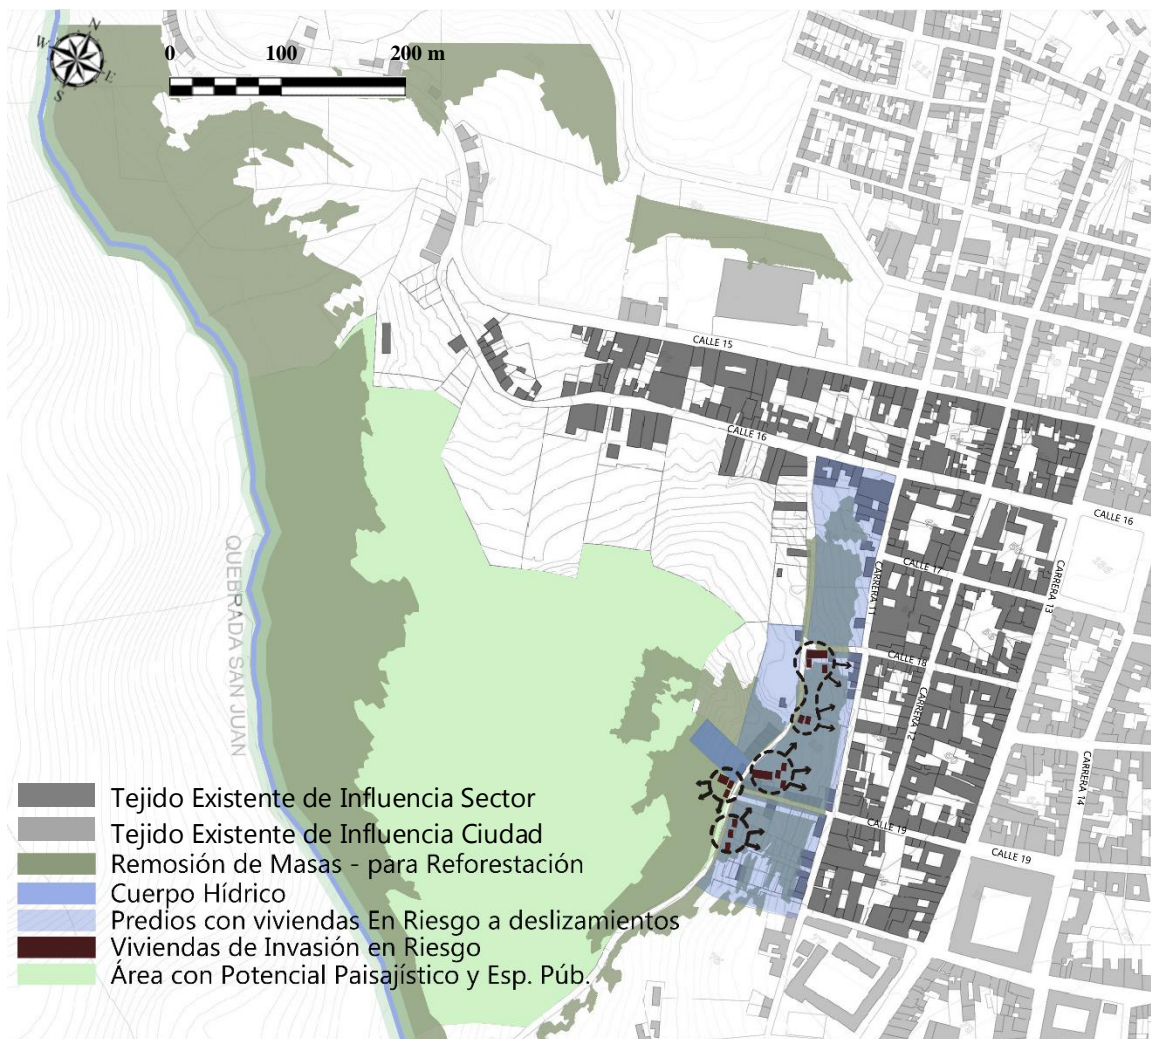 N
W
E
S
0 100 200 m
CALLE 15
CALLE 16
CALLE 16
CALLE 17
CARRERA 11
CARRERA 13
CALLE 18
CARRERA 12
CARRERA 14
CALLE 19
CALLE 19
QUEBRADA SAN JUAN
Tejido Existente de Influencia Sector
Tejido Existente de Influencia Ciudad
Remosión de Masas - para Reforestación
Cuerpo Hídrico
Predios con viviendas En Riesgo a deslizamientos
Viviendas de Invasión en Riesgo
Área con Potencial Paisajístico y Esp. Púb.